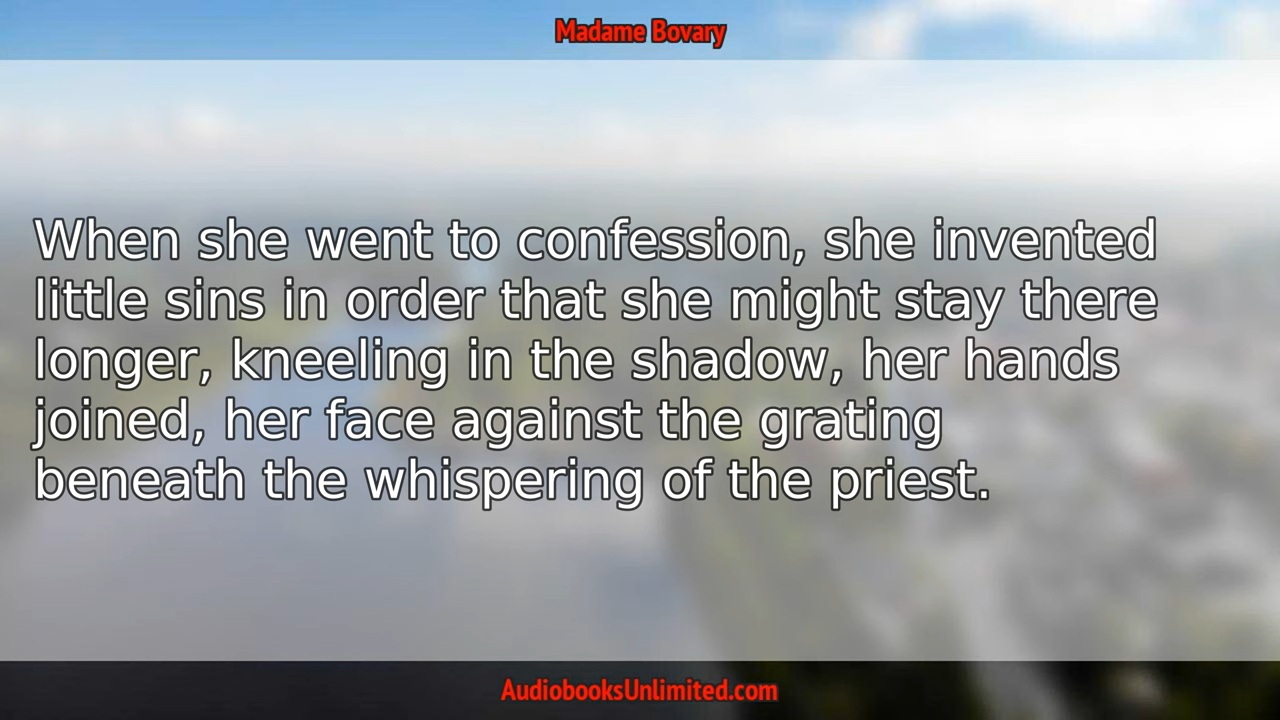 Madame Bovary
When she went to confession, she invented
little sins in order that she might stay there
longer, kneeling in the shadow, her hands
joined, her face against the grating
beneath the whispering of the priest.
AudiobooksUnlimited.com